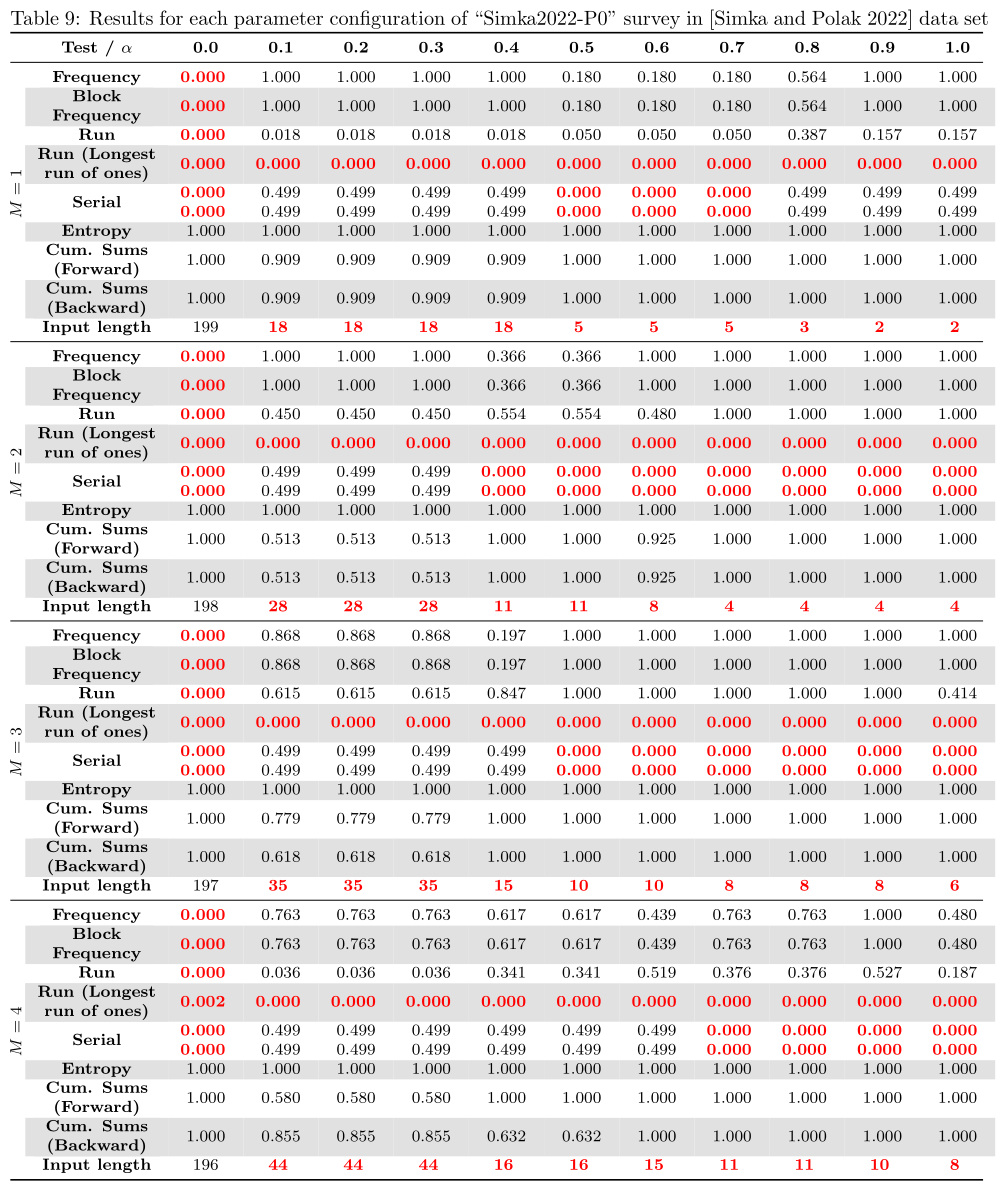 Table 9: Results for each parameter configuration of “Simka2022-P0” survey in [Simka and Polak 2022] data set
Test / α 0.0 0.1 0.2 0.3 0.4 0.5 0.6 0.7 0.8 0.9 1.0
M = 1
Frequency 0.000 1.000 1.000 1.000 1.000 0.180 0.180 0.180 0.564 1.000 1.000
Block
Frequency 0.000 1.000 1.000 1.000 1.000 0.180 0.180 0.180 0.564 1.000 1.000
Run 0.000 0.018 0.018 0.018 0.018 0.050 0.050 0.050 0.387 0.157 0.157
Run (Longest
run of ones) 0.000 0.000 0.000 0.000 0.000 0.000 0.000 0.000 0.000 0.000 0.000
Serial 0.000 0.499 0.499 0.499 0.499 0.000 0.000 0.000 0.499 0.499 0.499
0.000 0.499 0.499 0.499 0.499 0.000 0.000 0.000 0.499 0.499 0.499
Entropy 1.000 1.000 1.000 1.000 1.000 1.000 1.000 1.000 1.000 1.000 1.000
Cum. Sums
(Forward) 1.000 0.909 0.909 0.909 0.909 1.000 1.000 1.000 1.000 1.000 1.000
Cum. Sums
(Backward) 1.000 0.909 0.909 0.909 0.909 1.000 1.000 1.000 1.000 1.000 1.000
Input length 199 18 18 18 18 5 5 5 3 2 2
M = 2
Frequency 0.000 1.000 1.000 1.000 0.366 0.366 1.000 1.000 1.000 1.000 1.000
Block
Frequency 0.000 1.000 1.000 1.000 0.366 0.366 1.000 1.000 1.000 1.000 1.000
Run 0.000 0.450 0.450 0.450 0.554 0.554 0.480 1.000 1.000 1.000 1.000
Run (Longest
run of ones) 0.000 0.000 0.000 0.000 0.000 0.000 0.000 0.000 0.000 0.000 0.000
Serial 0.000 0.499 0.499 0.499 0.000 0.000 0.000 0.000 0.000 0.000 0.000
0.000 0.499 0.499 0.499 0.000 0.000 0.000 0.000 0.000 0.000 0.000
Entropy 1.000 1.000 1.000 1.000 1.000 1.000 1.000 1.000 1.000 1.000 1.000
Cum. Sums
(Forward) 1.000 0.513 0.513 0.513 1.000 1.000 0.925 1.000 1.000 1.000 1.000
Cum. Sums
(Backward) 1.000 0.513 0.513 0.513 1.000 1.000 0.925 1.000 1.000 1.000 1.000
Input length 198 28 28 28 11 11 8 4 4 4 4
M = 3
Frequency 0.000 0.868 0.868 0.868 0.197 1.000 1.000 1.000 1.000 1.000 1.000
Block
Frequency 0.000 0.868 0.868 0.868 0.197 1.000 1.000 1.000 1.000 1.000 1.000
Run 0.000 0.615 0.615 0.615 0.847 1.000 1.000 1.000 1.000 1.000 0.414
Run (Longest
run of ones) 0.000 0.000 0.000 0.000 0.000 0.000 0.000 0.000 0.000 0.000 0.000
Serial 0.000 0.499 0.499 0.499 0.499 0.000 0.000 0.000 0.000 0.000 0.000
0.000 0.499 0.499 0.499 0.499 0.000 0.000 0.000 0.000 0.000 0.000
Entropy 1.000 1.000 1.000 1.000 1.000 1.000 1.000 1.000 1.000 1.000 1.000
Cum. Sums
(Forward) 1.000 0.779 0.779 0.779 1.000 1.000 1.000 1.000 1.000 1.000 1.000
Cum. Sums
(Backward) 1.000 0.618 0.618 0.618 1.000 1.000 1.000 1.000 1.000 1.000 1.000
Input length 197 35 35 35 15 10 10 8 8 8 6
M = 4
Frequency 0.000 0.763 0.763 0.763 0.617 0.617 0.439 0.763 0.763 1.000 0.480
Block
Frequency 0.000 0.763 0.763 0.763 0.617 0.617 0.439 0.763 0.763 1.000 0.480
Run 0.000 0.036 0.036 0.036 0.341 0.341 0.519 0.376 0.376 0.527 0.187
Run (Longest
run of ones) 0.002 0.000 0.000 0.000 0.000 0.000 0.000 0.000 0.000 0.000 0.000
Serial 0.000 0.499 0.499 0.499 0.499 0.499 0.499 0.000 0.000 0.000 0.000
0.000 0.499 0.499 0.499 0.499 0.499 0.499 0.000 0.000 0.000 0.000
Entropy 1.000 1.000 1.000 1.000 1.000 1.000 1.000 1.000 1.000 1.000 1.000
Cum. Sums
(Forward) 1.000 0.580 0.580 0.580 1.000 1.000 1.000 1.000 1.000 1.000 1.000
Cum. Sums
(Backward) 1.000 0.855 0.855 0.855 0.632 0.632 1.000 1.000 1.000 1.000 1.000
Input length 196 44 44 44 16 16 15 11 11 10 8